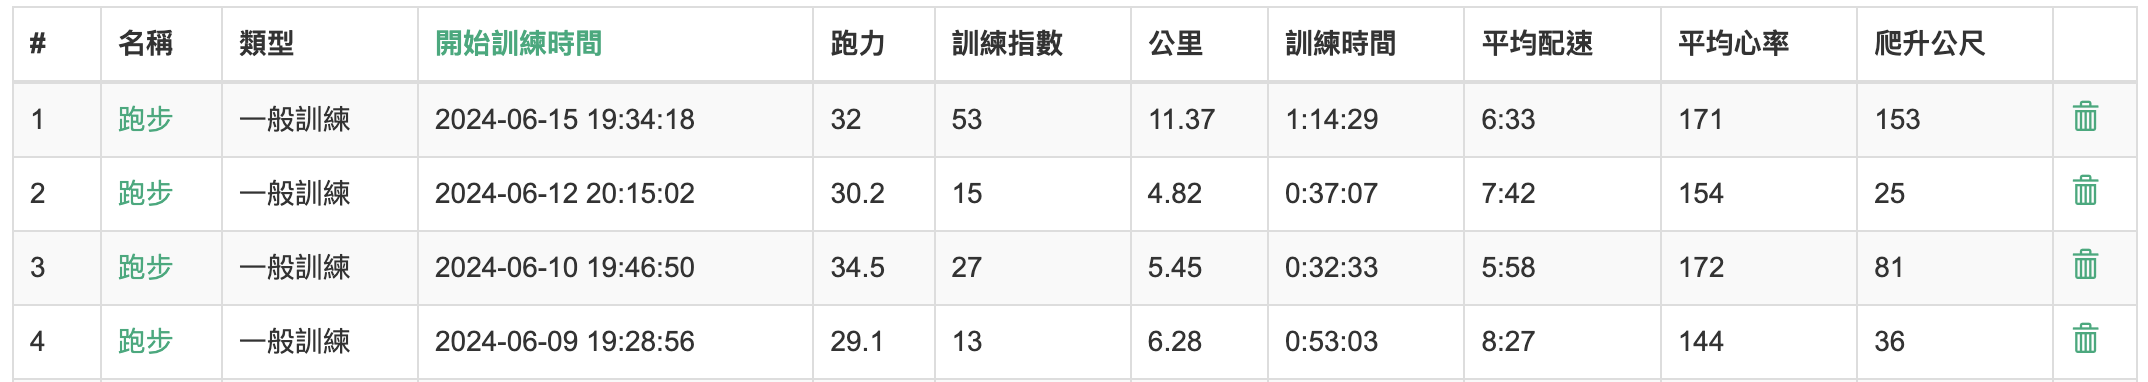 # 名稱 類型 開始訓練時間 跑力 訓練指數 公里 訓練時間 平均配速 平均心率 爬升公尺
1 跑步 一般訓練 2024-06-15 19:34:18 32 53 11.37 1:14:29 6:33 171 153
2 跑步 一般訓練 2024-06-12 20:15:02 30.2 15 4.82 0:37:07 7:42 154 25
3 跑步 一般訓練 2024-06-10 19:46:50 34.5 27 5.45 0:32:33 5:58 172 81
4 跑步 一般訓練 2024-06-09 19:28:56 29.1 13 6.28 0:53:03 8:27 144 36